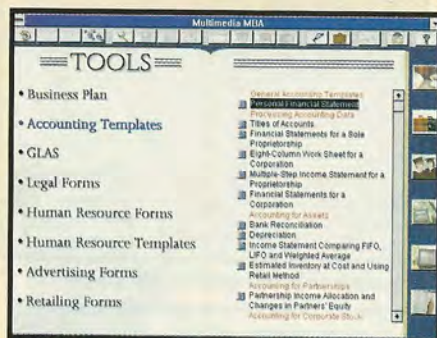 Multimedia MBA
TOOLS
• Business Plan
• Accounting Templates
• GLAS
• Legal Forms
• Human Resource Forms
• Human Resource Templates
• Advertising Forms
• Retailing Forms
General Accounting Templates
Personal Financial Statement
Processing Accounting Data
Titles of Accounts
Financial Statements for a Sole
Proprietorship
Eight-Column Work Sheet for a
Corporation
Multiple-Step Income Statement for a
Proprietorship
Financial Statements for a
Corporation
Accounting for Assets
Bank Reconciliation
Depreciation
Income Statement Comparing FIFO,
LIFO and Weighted Average
Estimated Inventory at Cost and Using
Retail Method
Accounting for Partnerships
Partnership Income Allocation and
Changes in Partners' Equity
Accounting for Corporate Stock